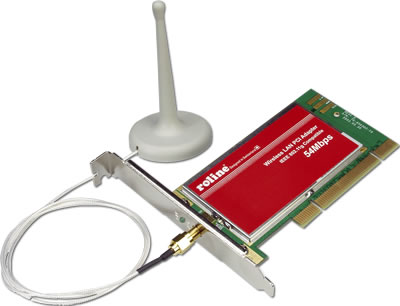 roline
Wireless LAN PCI Adapter
IEEE 802.11g Compatible
54Mbps